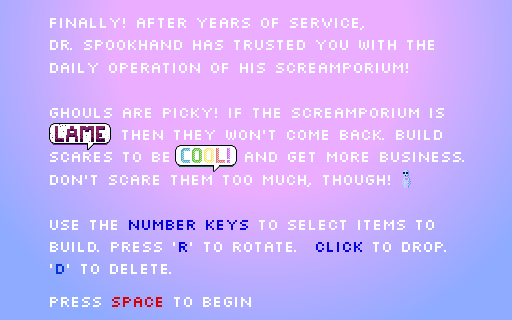 FINALLY! AFTER YEARS OF SERVICE,
DR. SPOOKHAND HAS TRUSTED YOU WITH THE
DAILY OPERATION OF HIS SCREAMPORIUM!
GHOULS ARE PICKY! IF THE SCREAMPORIUM IS
LAME THEN THEY WON'T COME BACK. BUILD
SCARES TO BE COOL! AND GET MORE BUSINESS.
DON'T SCARE THEM TOO MUCH, THOUGH!
USE THE NUMBER KEYS TO SELECT ITEMS TO
BUILD. PRESS 'R' TO ROTATE. CLICK TO DROP.
'D' TO DELETE.
PRESS SPACE TO BEGIN